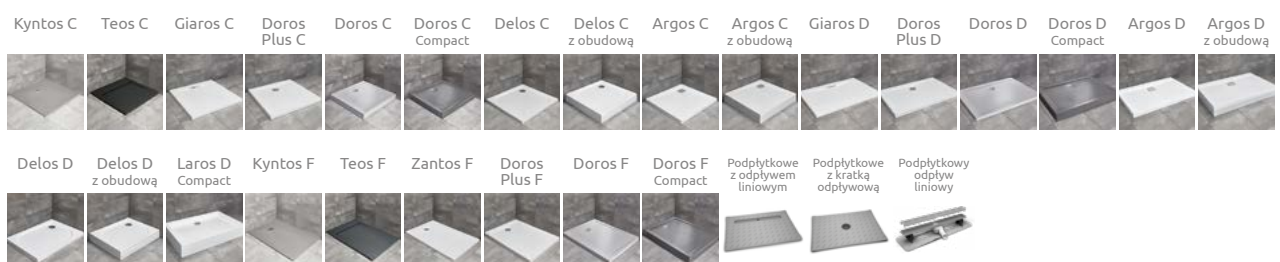 Kyntos C
Teos C
Giaros C
Doros
Plus C
Doros C
Doros C
Compact
Delos C
Delos C
z obudową
Argos C
Argos C
z obudową
Giaros D
Doros
Plus D
Doros D
Doros D
Compact
Argos D
Argos D
z obudową
Delos D
Delos D
z obudową
Laros D
Compact
Kyntos F
Teos F
Zantos F
Doros
Plus F
Doros F
Doros F
Compact
Podpłytkowe
z odpływem
liniowym
Podpłytkowe
z kratką
odpływową
Podpłytkowy
odpływ
liniowy